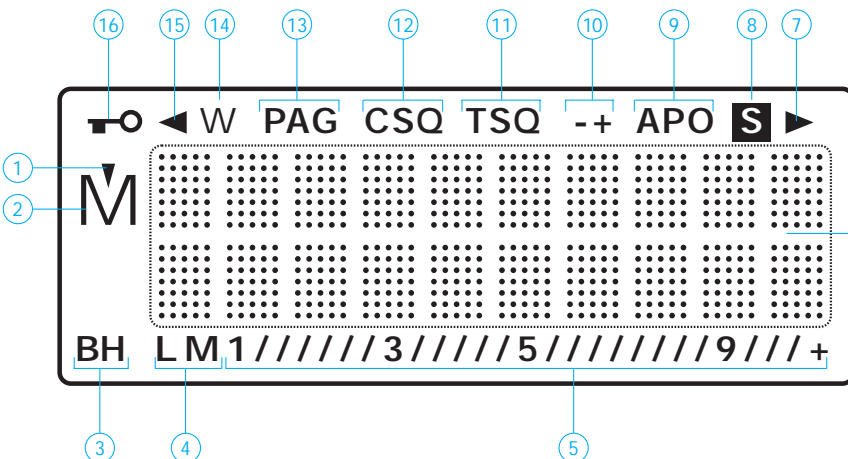 16 15 14 13 12 11 10 9 8 7
◀ W PAG CSQ TSQ -+ APO S ▶
1
M
2
BH L M 1//////3/////5////////9///+
3 4 5